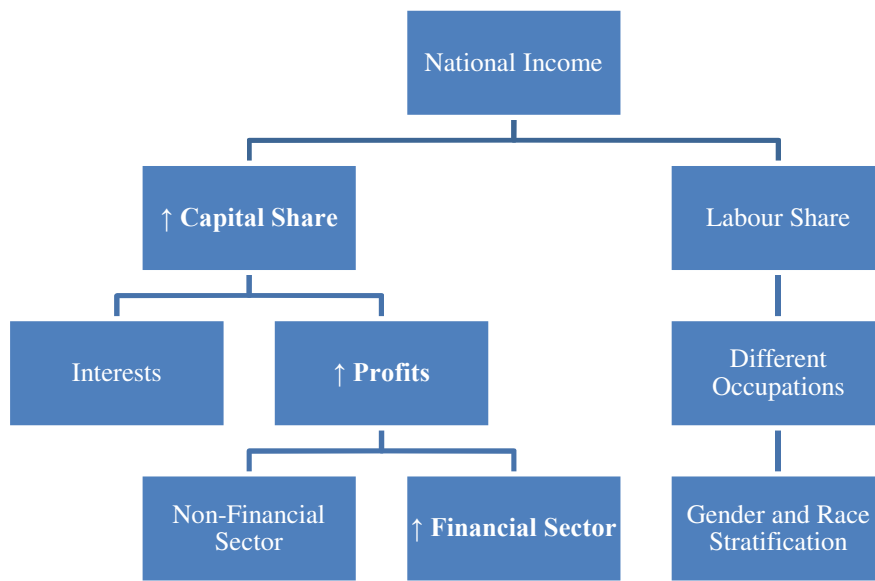 National Income
↑ Capital Share
Labour Share
Interests
↑ Profits
Different
Occupations
Non-Financial
Sector
↑ Financial Sector
Gender and Race
Stratification